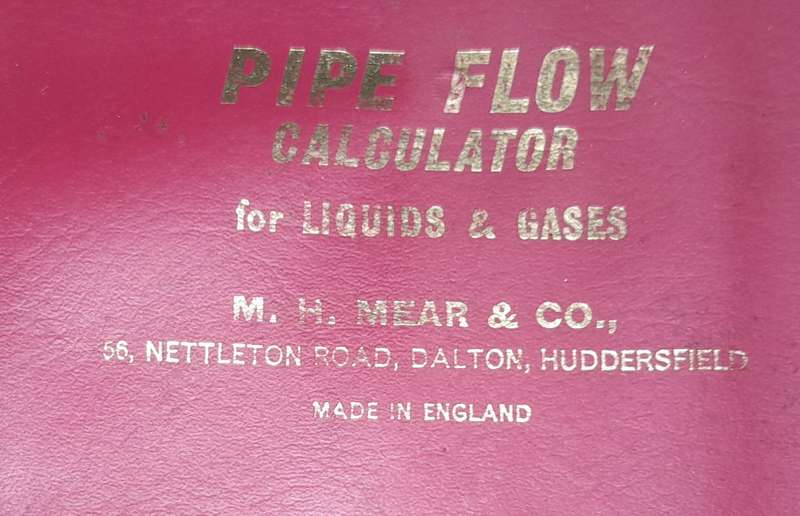 PIPE FLOW
CALCULATOR
for LIQUIDS & GASES
M. H. MEAR & CO.,
56, NETTLETON ROAD, DALTON, HUDDERSFIELD
MADE IN ENGLAND